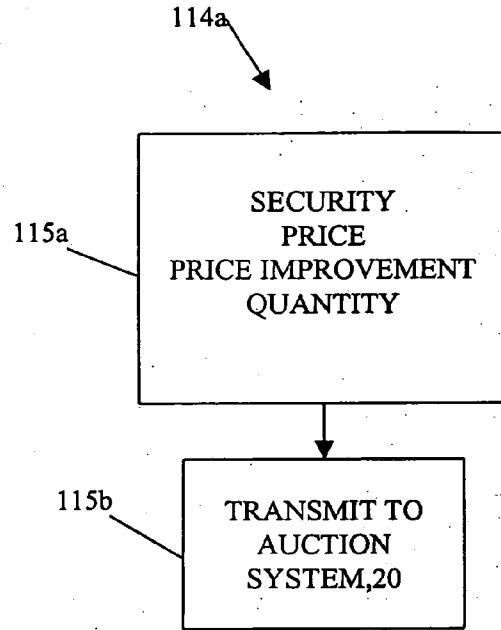 114a
115a
SECURITY
PRICE
PRICE IMPROVEMENT
QUANTITY
115b
TRANSMIT TO
AUCTION
SYSTEM,20